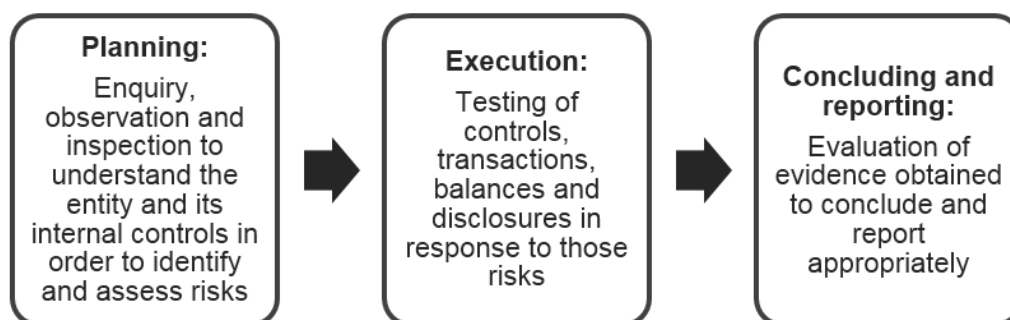 Planning:
Enquiry,
observation and
inspection to
understand the
entity and its
internal controls in
order to identify
and assess risks
Execution:
Testing of
controls,
transactions,
balances and
disclosures in
response to those
risks
Concluding and
reporting:
Evaluation of
evidence obtained
to conclude and
report
appropriately